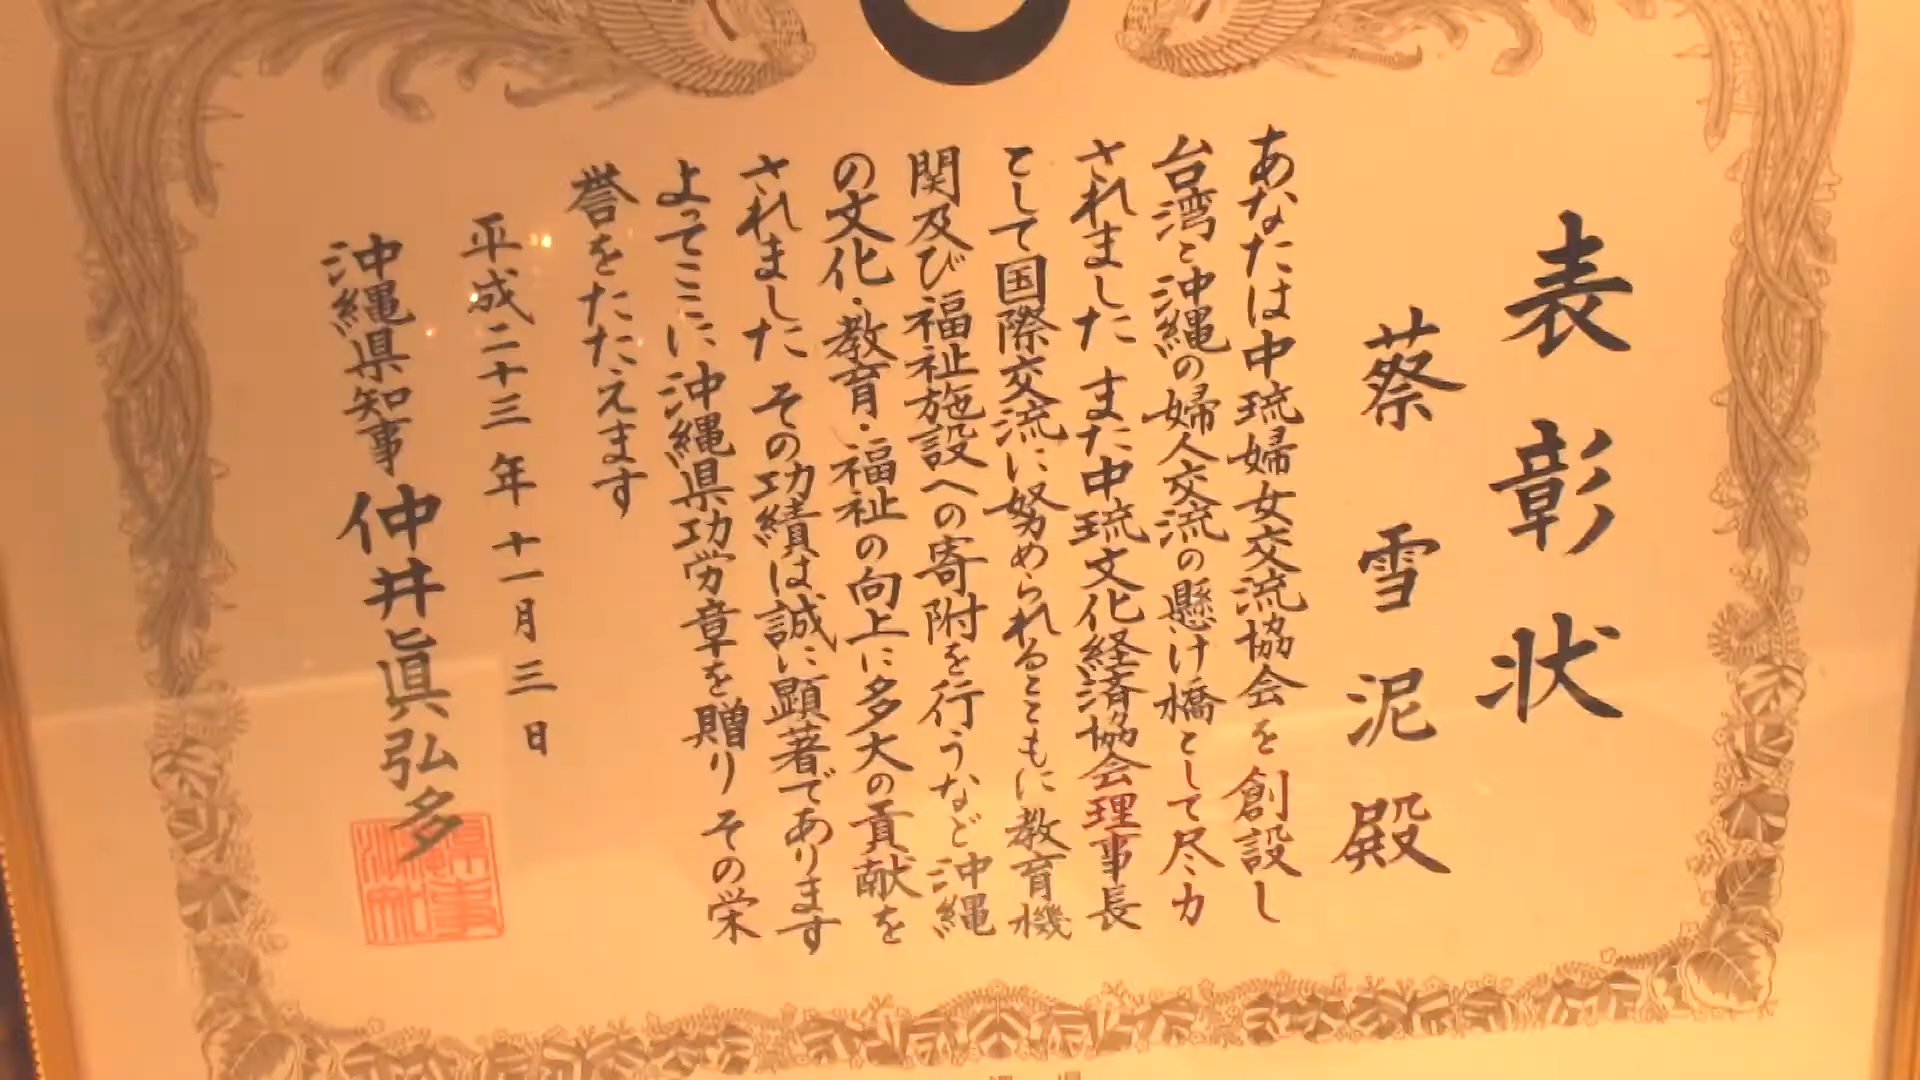 表彰状
蔡雪泥殿
あなたは中琉婦女交流協会を創設し
台湾と沖縄の婦人交流の懸け橋として尽力
されました また中琉文化経済協会理事長
として国際交流に努められるとともに教育機
関及び福祉施設への寄附を行うなど沖縄
の文化・教育・福祉の向上に多大の貢献を
されました その功績は誠に顕著であります
よってここに沖縄県功労章を贈り その栄
誉をたたえます
平成二十三年十一月三日
沖縄県知事 仲井眞弘多